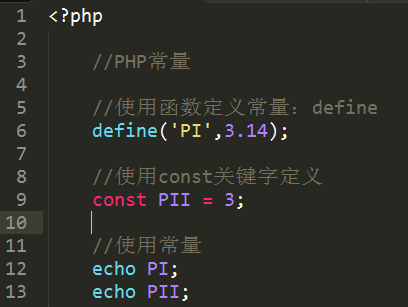 1 <?php
2
3 //PHP常量
4
5 //使用函数定义常量：define
6 define('PI',3.14);
7
8 //使用const关键字定义
9 const PII = 3;
10
11 //使用常量
12 echo PI;
13 echo PII;